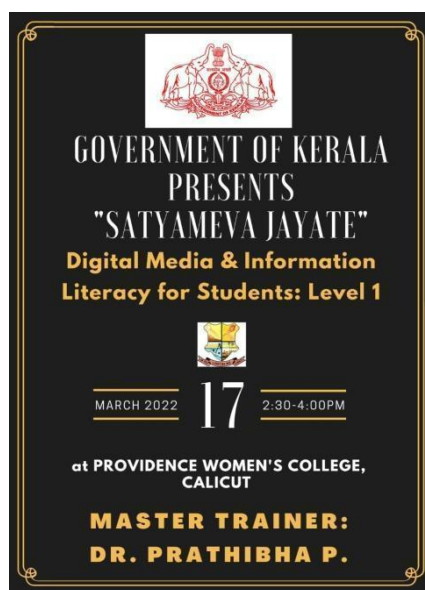 GOVERNMENT OF KERALA
PRESENTS
"SATYAMEVA JAYATE"
Digital Media & Information
Literacy for Students: Level 1
MARCH 2022 17 2:30-4:00PM
at PROVIDENCE WOMEN'S COLLEGE,
CALICUT
MASTER TRAINER:
DR. PRATHIBHA P.